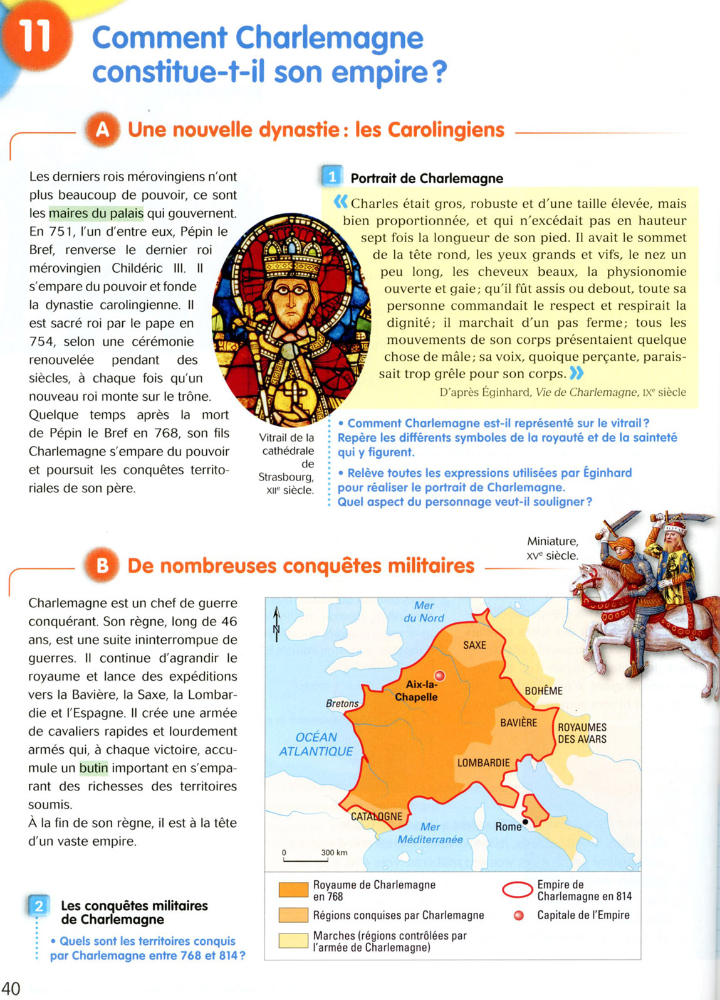 11
Comment Charlemagne
constitue-t-il son empire ?
A Une nouvelle dynastie : les Carolingiens
Les derniers rois mérovingiens n'ont
plus beaucoup de pouvoir, ce sont
les maires du palais qui gouvernent.
En 751, l'un d'entre eux, Pépin le
Bref, renverse le dernier roi
mérovingien Childéric III. Il
s'empare du pouvoir et fonde
la dynastie carolingienne. Il
est sacré roi par le pape en
754, selon une cérémonie
renouvelée pendant des
siècles, à chaque fois qu'un
nouveau roi monte sur le trône.
Quelque temps après la mort
de Pépin le Bref en 768, son fils
Charlemagne s'empare du pouvoir
et poursuit les conquêtes territo-
riales de son père.
Vitrail de la
cathédrale
de
Strasbourg,
XIIe siècle.
1 Portrait de Charlemagne
« Charles était gros, robuste et d'une taille élevée, mais
bien proportionnée, et qui n'excédait pas en hauteur
sept fois la longueur de son pied. Il avait le sommet
de la tête rond, les yeux grands et vifs, le nez un
peu long, les cheveux beaux, la physionomie
ouverte et gaie ; qu'il fût assis ou debout, toute sa
personne commandait le respect et respirait la
dignité ; il marchait d'un pas ferme ; tous les
mouvements de son corps présentaient quelque
chose de mâle ; sa voix, quoique perçante, parais-
sait trop grêle pour son corps. »
D'après Éginhard, Vie de Charlemagne, IXe siècle
• Comment Charlemagne est-il représenté sur le vitrail ?
Repère les différents symboles de la royauté et de la sainteté
qui y figurent.
• Relève toutes les expressions utilisées par Éginhard
pour réaliser le portrait de Charlemagne.
Quel aspect du personnage veut-il souligner ?
Miniature,
XVe siècle.
B De nombreuses conquêtes militaires
Charlemagne est un chef de guerre
conquérant. Son règne, long de 46
ans, est une suite ininterrompue de
guerres. Il continue d'agrandir le
royaume et lance des expéditions
vers la Bavière, la Saxe, la Lombar-
die et l'Espagne. Il crée une armée
de cavaliers rapides et lourdement
armés qui, à chaque victoire, accu-
mule un butin important en s'empa-
rant des richesses des territoires
soumis.
À la fin de son règne, il est à la tête
d'un vaste empire.
2 Les conquêtes militaires
de Charlemagne
• Quels sont les territoires conquis
par Charlemagne entre 768 et 814 ?
N
Mer
du Nord
SAXE
Aix-la-
Chapelle
BOHÊME
Bretons
BAVIÈRE
ROYAUMES
DES AVARS
OCÉAN
ATLANTIQUE
LOMBARDIE
CATALOGNE
Mer
Méditerranée
Rome
0 300 km
Royaume de Charlemagne
en 768
Régions conquises par Charlemagne
Marches (régions contrôlées par
l'armée de Charlemagne)
Empire de
Charlemagne en 814
Capitale de l'Empire
40